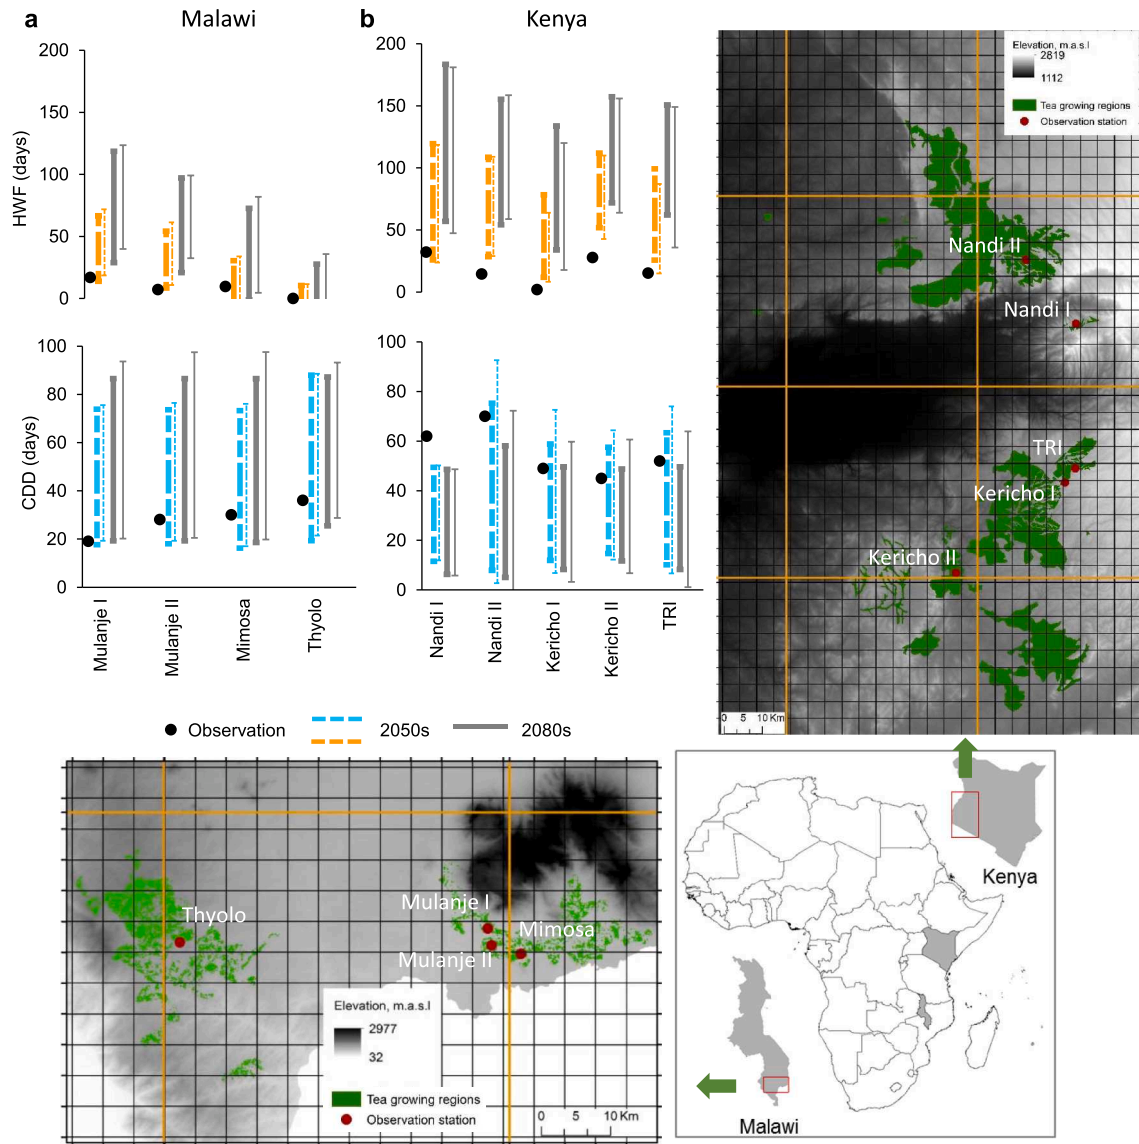 a Malawi
b Kenya
HWF (days)
200
150
100
50
0
200
150
100
50
0
CDD (days)
100
80
60
40
20
0
100
80
60
40
20
0
Mulanje I
Mulanje II
Mimosa
Thyolo
Nandi I
Nandi II
Kericho I
Kericho II
TRI
Observation
2050s
2080s
Elevation, m.a.s.l
2819
1112
Tea growing regions
Observation station
Nandi II
Nandi I
TRI
Kericho I
Kericho II
0 5 10 Km
Thyolo
Mulanje I
Mimosa
Mulanje II
Elevation, m.a.s.l
2977
32
Tea growing regions
Observation station
0 5 10 Km
Kenya
Malawi